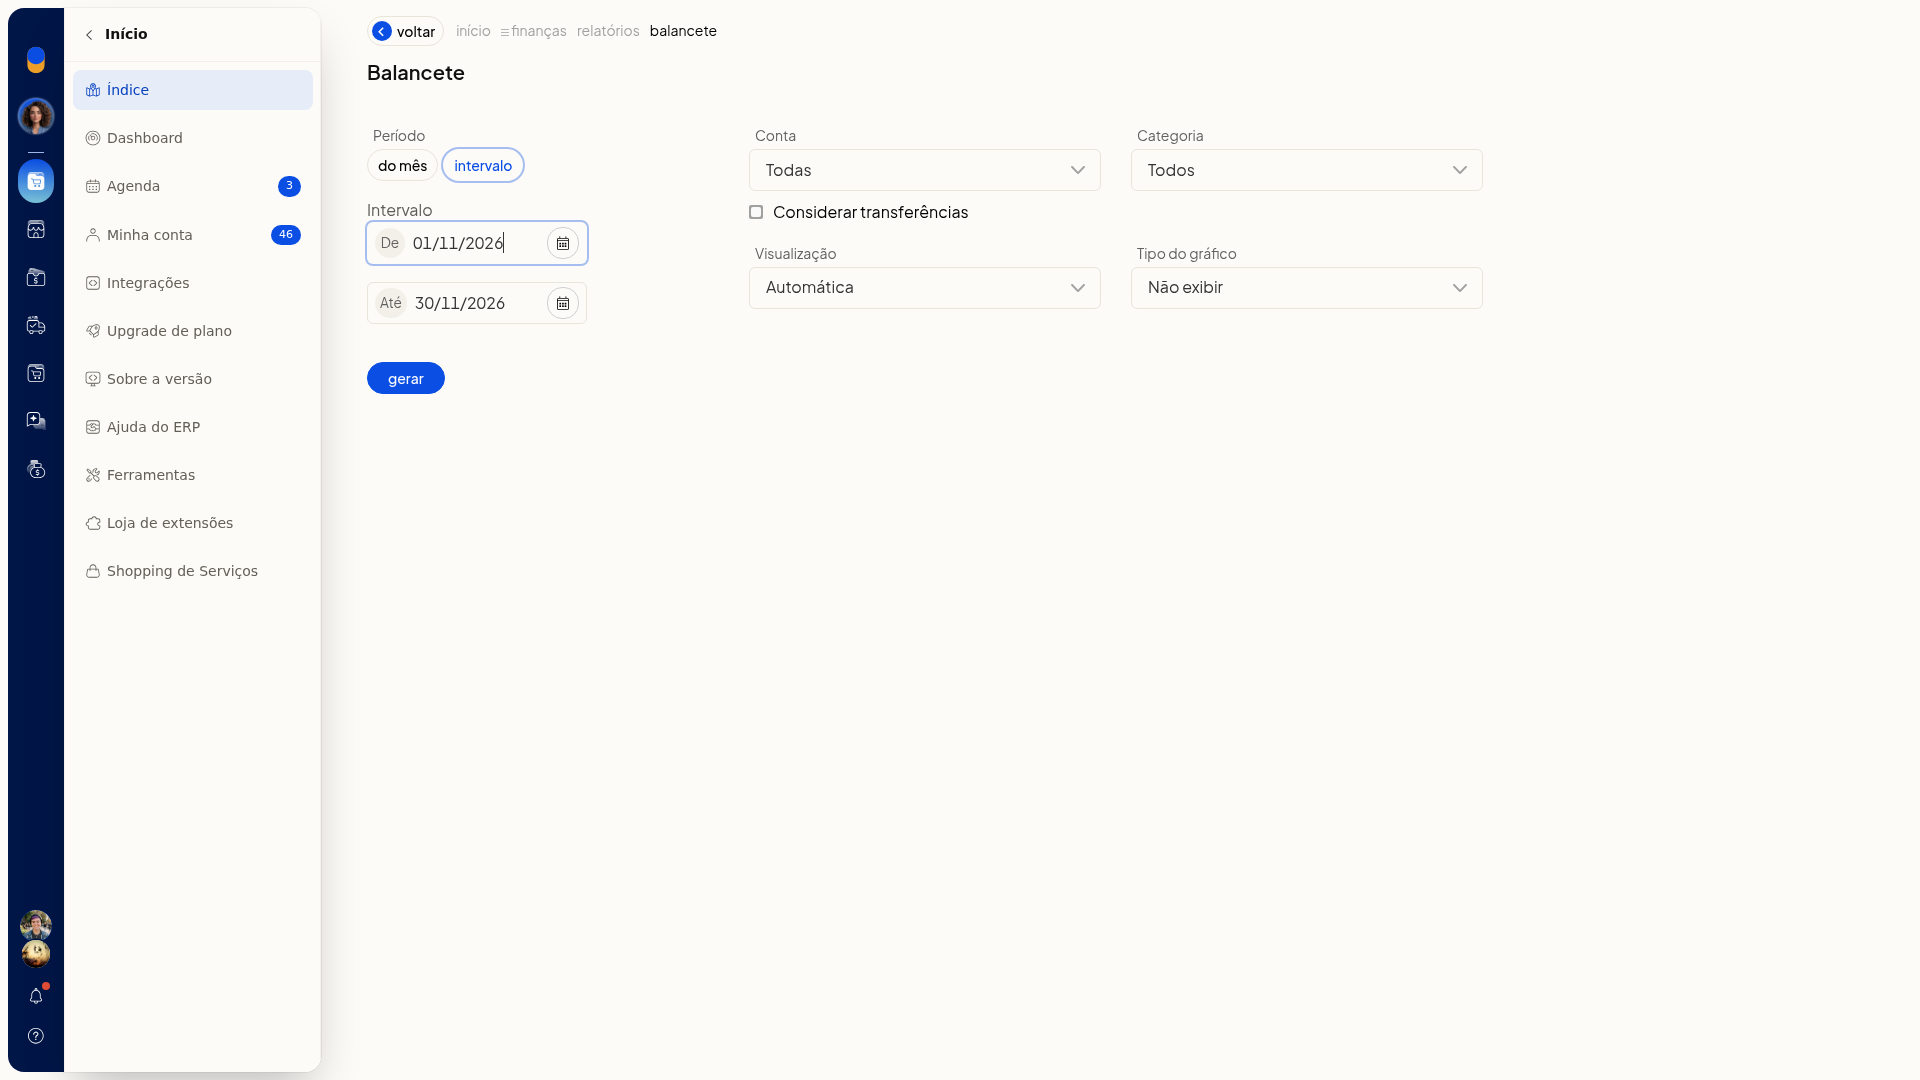 Início
Índice
Dashboard
Agenda 3
Minha conta 46
Integrações
Upgrade de plano
Sobre a versão
Ajuda do ERP
Ferramentas
Loja de extensões
Shopping de Serviços
voltar início finanças relatórios balancete
Balancete
Período
do mês intervalo
Intervalo
De 01/11/2026
Até 30/11/2026
Conta
Todas
Considerar transferências
Categoria
Todos
Visualização
Automática
Tipo do gráfico
Não exibir
gerar